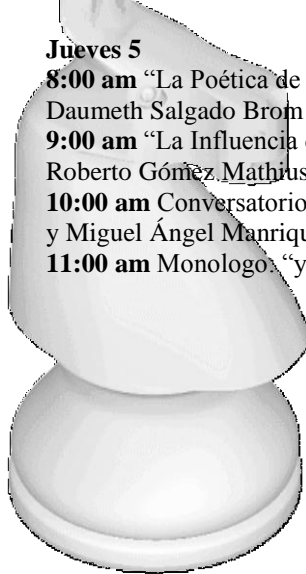 Jueves 5
8:00 am “La Poética de
Daumeth Salgado Brom
9:00 am “La Influencia
Roberto Gómez Mathius
10:00 am Conversatorio
y Miguel Ángel Manriqu
11:00 am Monologo: “y